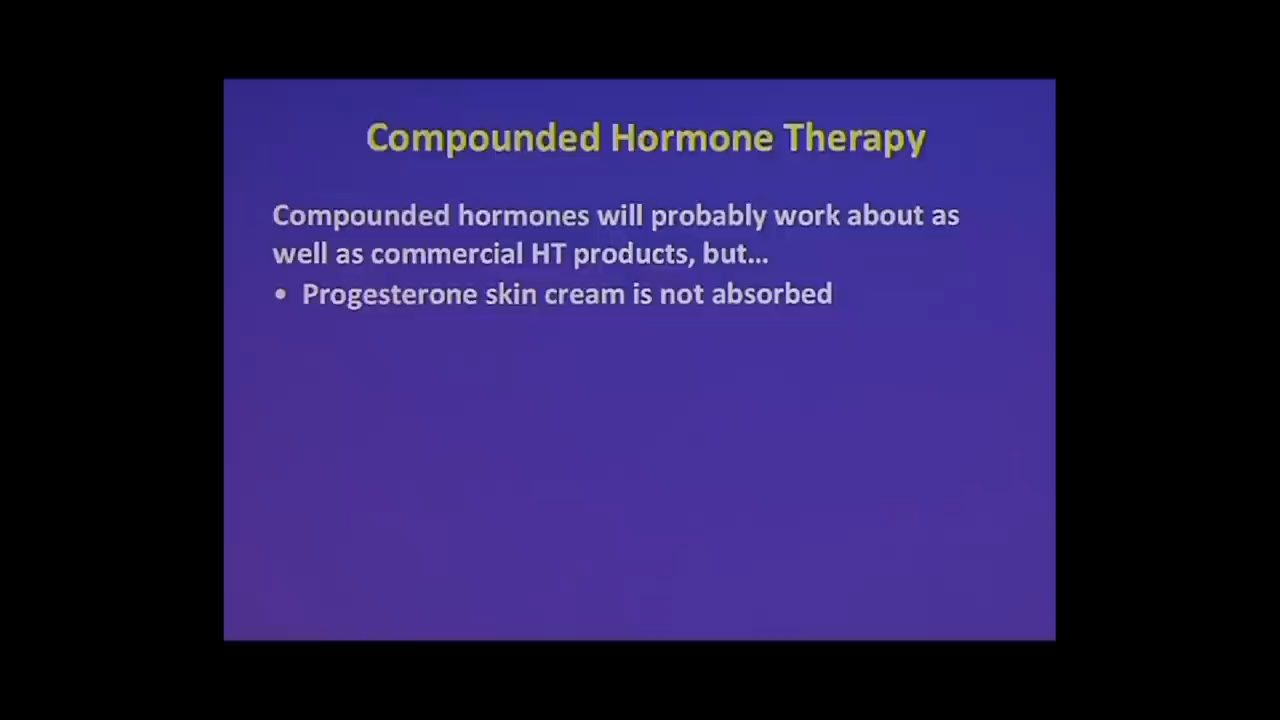 Compounded Hormone Therapy
Compounded hormones will probably work about as
well as commercial HT products, but...
• Progesterone skin cream is not absorbed